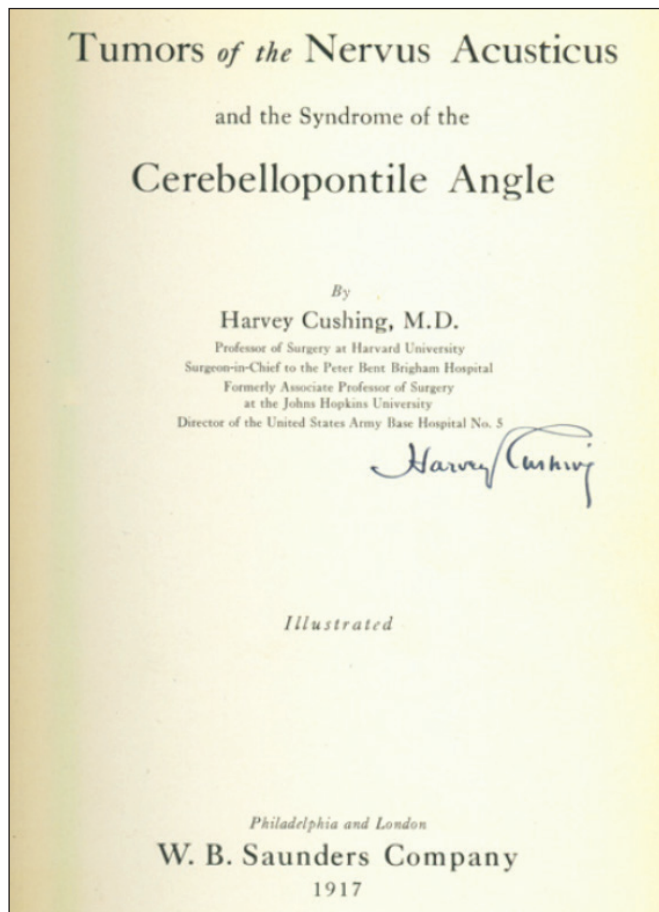 Tumors of the Nervus Acusticus
and the Syndrome of the
Cerebellopontile Angle
By
Harvey Cushing, M.D.
Professor of Surgery at Harvard University
Surgeon-in-Chief to the Peter Bent Brigham Hospital
Formerly Associate Professor of Surgery
at the Johns Hopkins University
Director of the United States Army Base Hospital No. 5
Harvey Cushing
Illustrated
Philadelphia and London
W. B. Saunders Company
1917